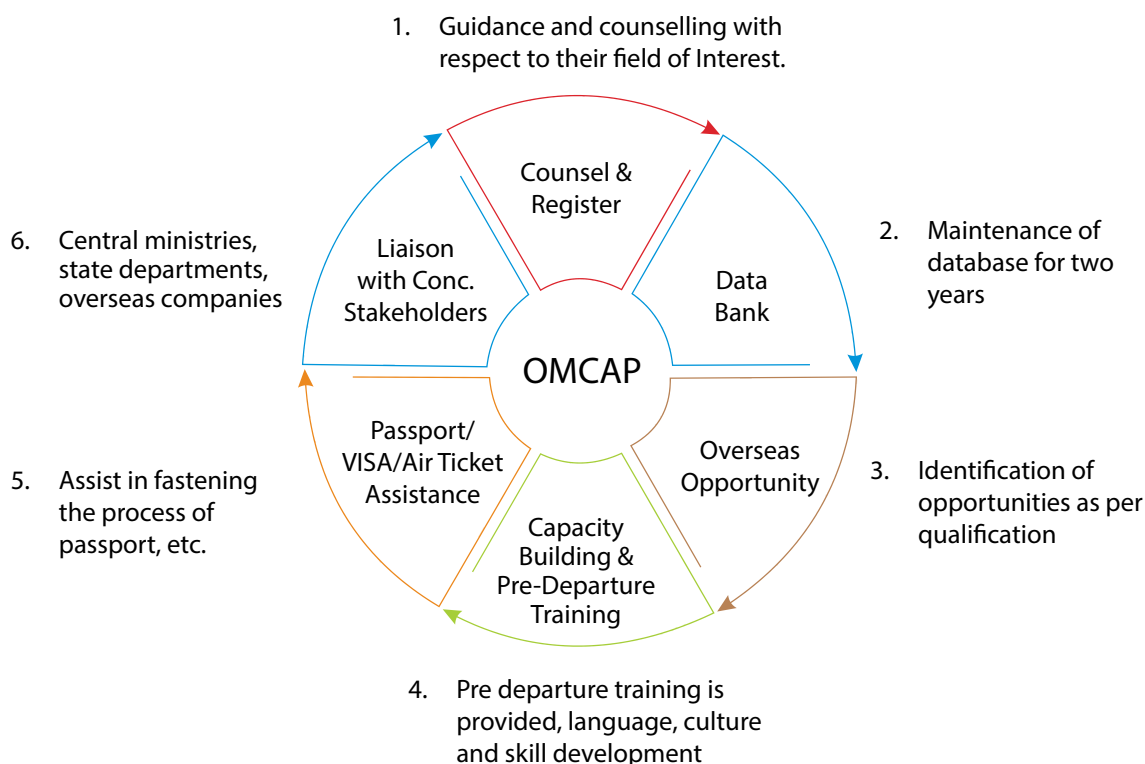 1. Guidance and counselling with
respect to their field of Interest.
Counsel &
Register
2. Maintenance of
database for two
years
Data
Bank
3. Identification of
opportunities as per
qualification
Overseas
Opportunity
4. Pre departure training is
provided, language, culture
and skill development
Capacity
Building &
Pre-Departure
Training
5. Assist in fastening
the process of
passport, etc.
Passport/
VISA/Air Ticket
Assistance
6. Central ministries,
state departments,
overseas companies
Liaison
with Conc.
Stakeholders
OMCAP